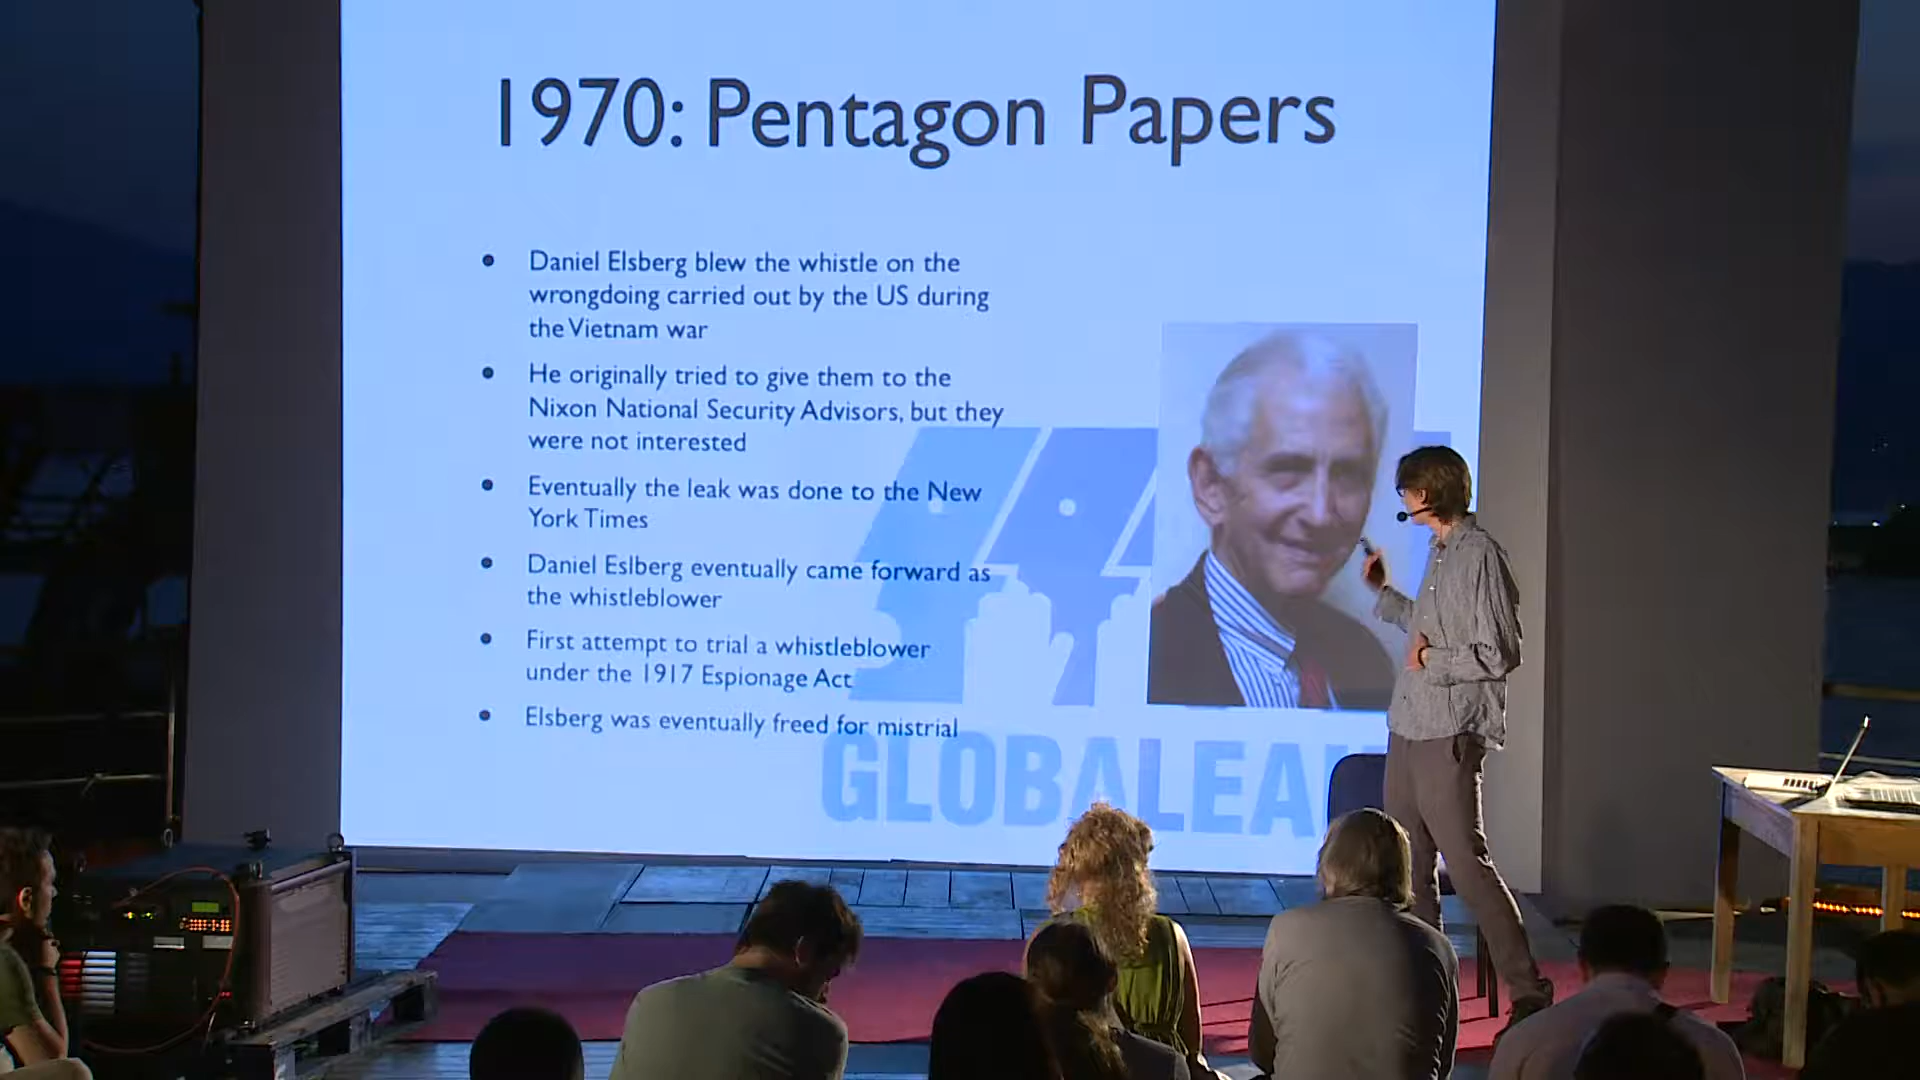 1970: Pentagon Papers
Daniel Elsberg blew the whistle on the
wrongdoing carried out by the US during
the Vietnam war
He originally tried to give them to the
Nixon National Security Advisors, but they
were not interested
Eventually the leak was done to the New
York Times
Daniel Eslberg eventually came forward as
the whistleblower
First attempt to trial a whistleblower
under the 1917 Espionage Act
Elsberg was eventually freed for mistrial
GLOBALEA